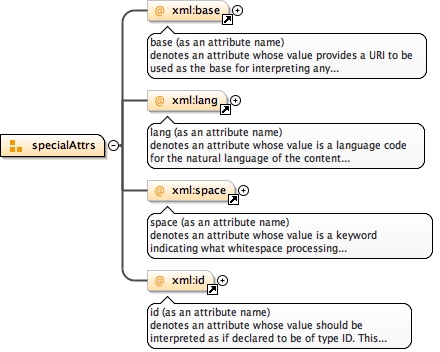 @ xml:base
base (as an attribute name)
denotes an attribute whose value provides a URI to be
used as the base for interpreting any...
@ xml:lang
lang (as an attribute name)
denotes an attribute whose value is a language code
for the natural language of the content...
specialAttrs
@ xml:space
space (as an attribute name)
denotes an attribute whose value is a keyword
indicating what whitespace processing...
@ xml:id
id (as an attribute name)
denotes an attribute whose value should be
interpreted as if declared to be of type ID. This...